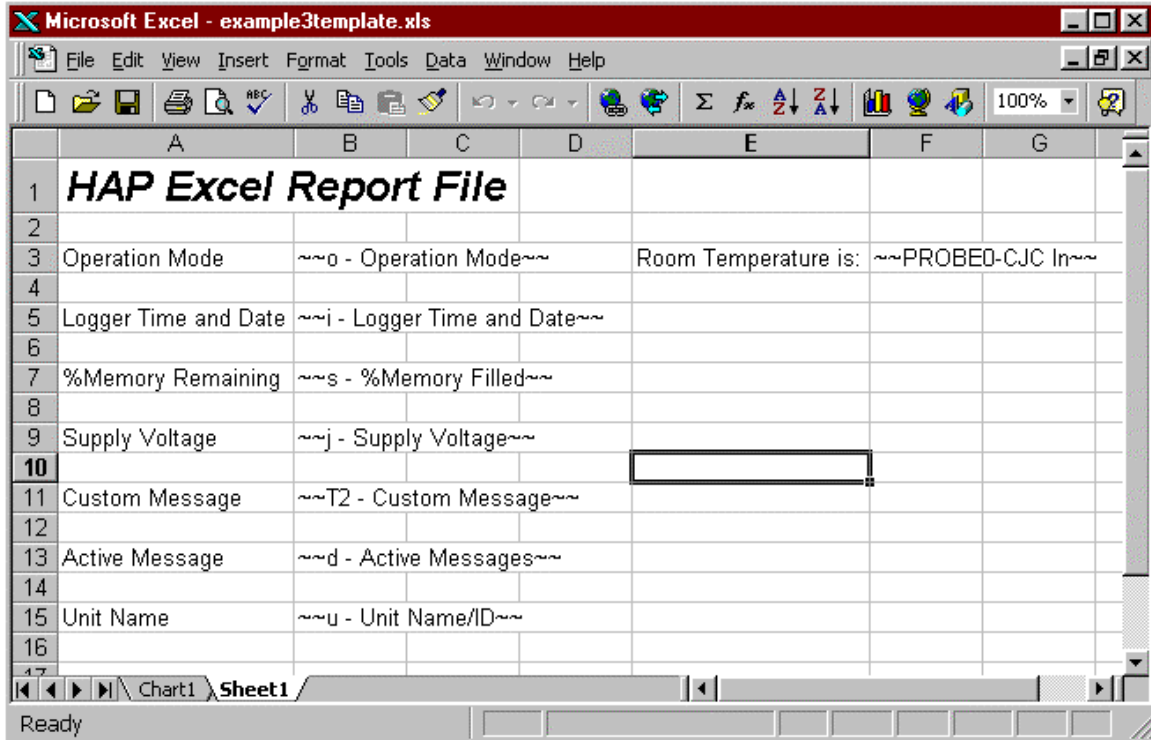 Microsoft Excel - example3template.xls
File Edit View Insert Format Tools Data Window Help
ABC Σ fx A Z Z A 100% ?
A B C D E F G
1 HAP Excel Report File
2
3 Operation Mode ~~o - Operation Mode~~ Room Temperature is: ~~PROBE0-CJC In~~
4
5 Logger Time and Date ~~i - Logger Time and Date~~
6
7 %Memory Remaining ~~s - %Memory Filled~~
8
9 Supply Voltage ~~j - Supply Voltage~~
10
11 Custom Message ~~T2 - Custom Message~~
12
13 Active Message ~~d - Active Messages~~
14
15 Unit Name ~~u - Unit Name/ID~~
16
17
Chart1 Sheet1
Ready